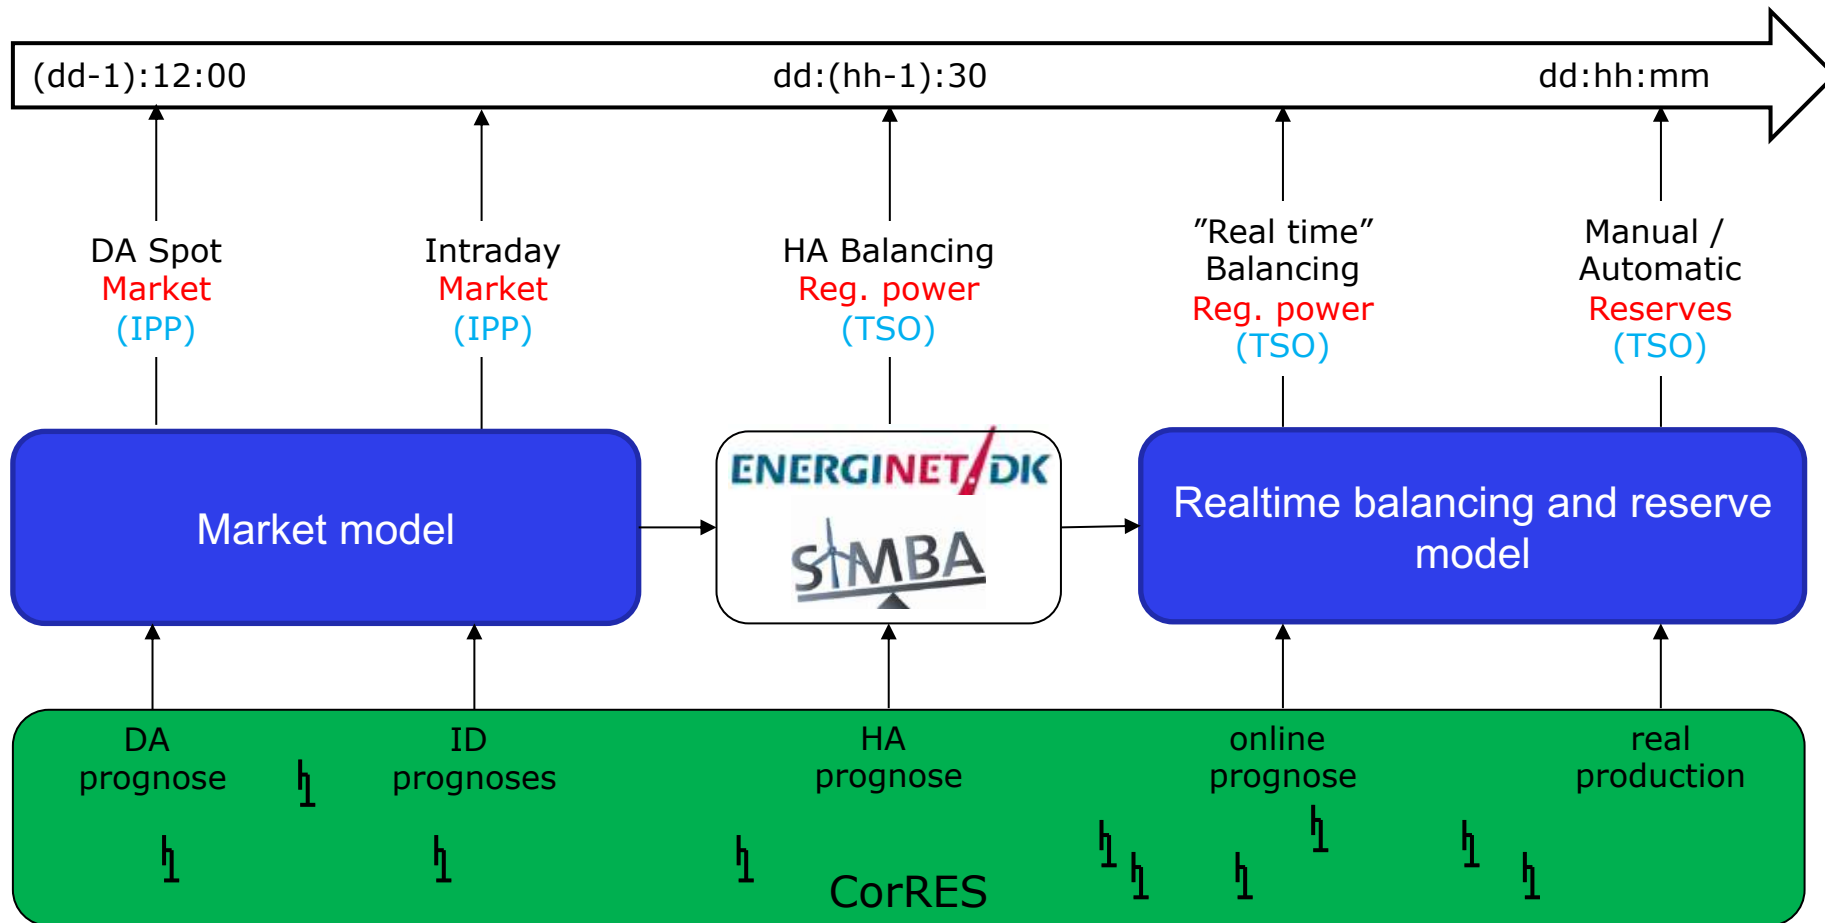 (dd-1):12:00
dd:(hh-1):30
dd:hh:mm
DA Spot
Market
(IPP)
Intraday
Market
(IPP)
HA Balancing
Reg. power
(TSO)
”Real time”
Balancing
Reg. power
(TSO)
Manual /
Automatic
Reserves
(TSO)
Market model
ENERGINET/DK
SIMBA
Realtime balancing and reserve
model
DA
prognose
ID
prognoses
HA
prognose
online
prognose
real
production
CorRES